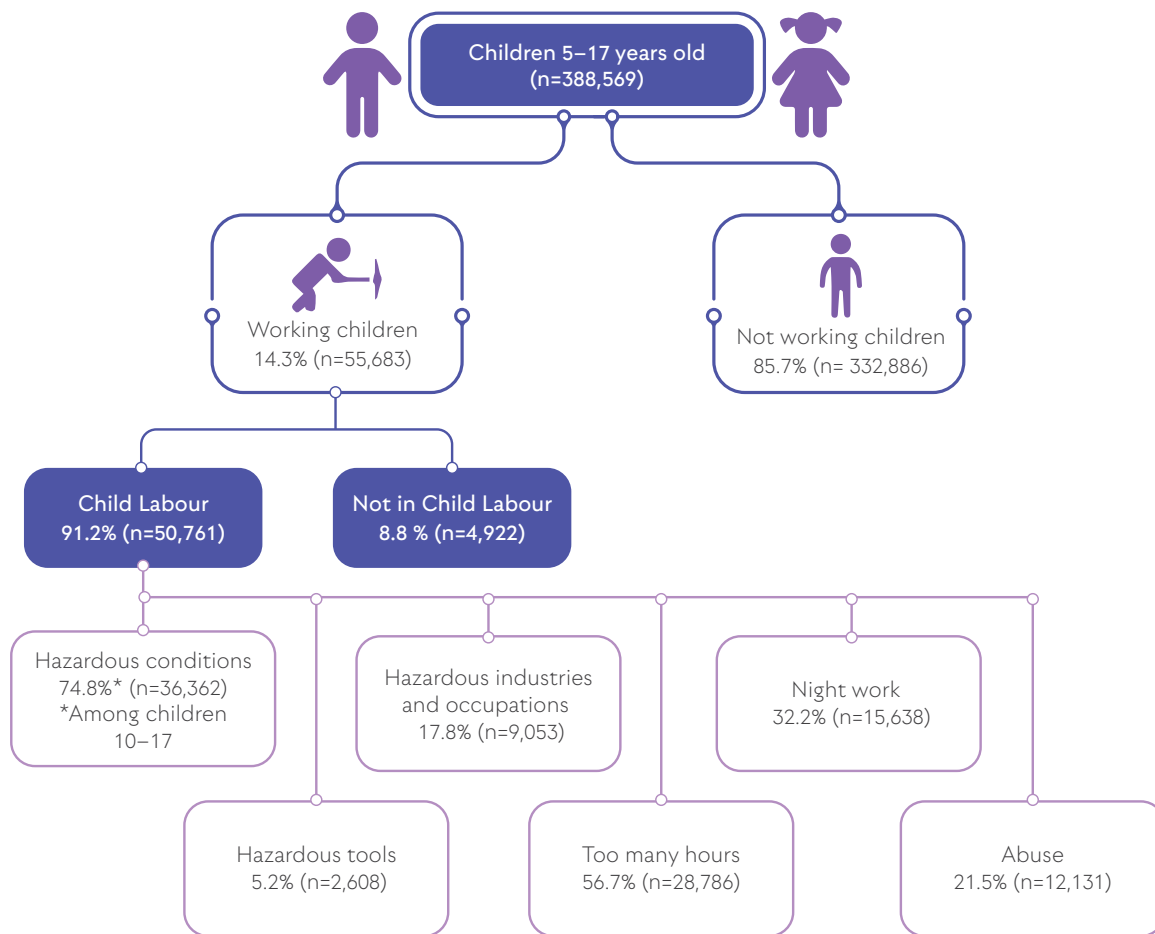 Children 5–17 years old
(n=388,569)
Working children
14.3% (n=55,683)
Not working children
85.7% (n= 332,886)
Child Labour
91.2% (n=50,761)
Not in Child Labour
8.8 % (n=4,922)
Hazardous conditions
74.8%* (n=36,362)
*Among children
10–17
Hazardous industries
and occupations
17.8% (n=9,053)
Night work
32.2% (n=15,638)
Hazardous tools
5.2% (n=2,608)
Too many hours
56.7% (n=28,786)
Abuse
21.5% (n=12,131)